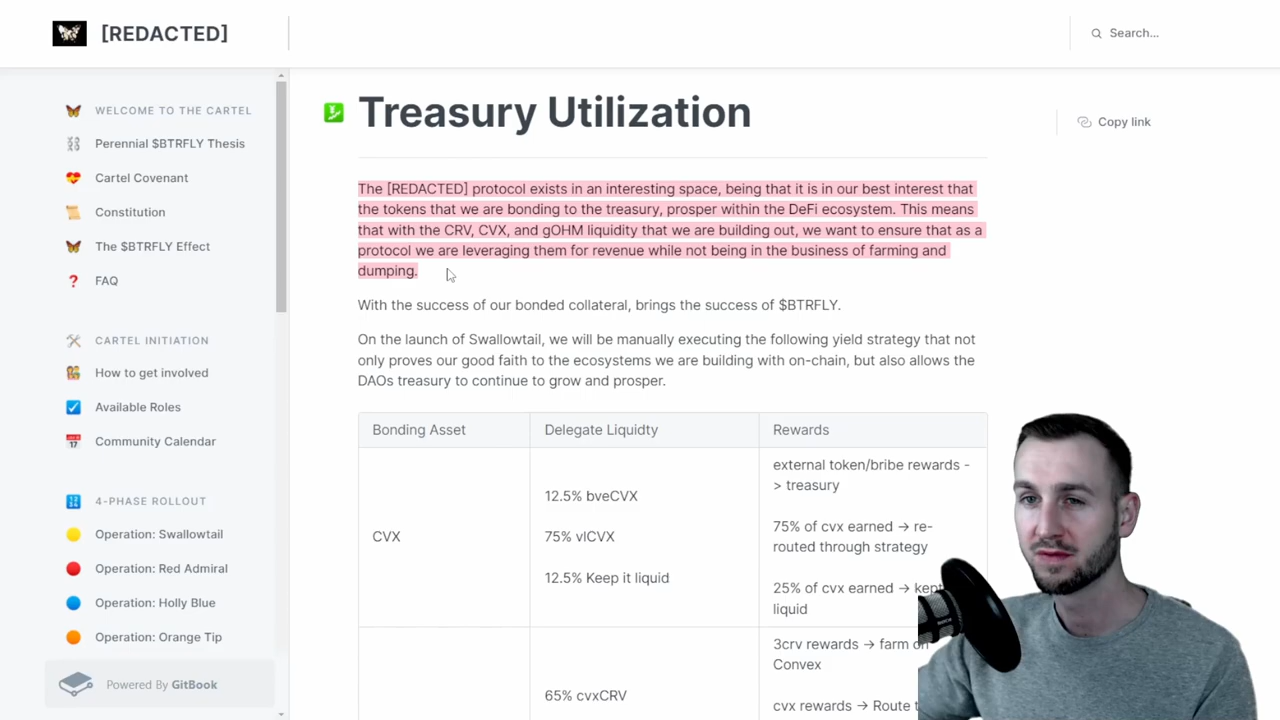 [REDACTED]
Search...
WELCOME TO THE CARTEL
Perennial $BTRFLY Thesis
Cartel Covenant
Constitution
The $BTRFLY Effect
FAQ
CARTEL INITIATION
How to get involved
Available Roles
Community Calendar
4-PHASE ROLLOUT
Operation: Swallowtail
Operation: Red Admiral
Operation: Holly Blue
Operation: Orange Tip
Powered By GitBook
Treasury Utilization
Copy link
The [REDACTED] protocol exists in an interesting space, being that it is in our best interest that
the tokens that we are bonding to the treasury, prosper within the DeFi ecosystem. This means
that with the CRV, CVX, and gOHM liquidity that we are building out, we want to ensure that as a
protocol we are leveraging them for revenue while not being in the business of farming and
dumping.
With the success of our bonded collateral, brings the success of $BTRFLY.
On the launch of Swallowtail, we will be manually executing the following yield strategy that not
only proves our good faith to the ecosystems we are building with on-chain, but also allows the
DAOs treasury to continue to grow and prosper.
Bonding Asset
Delegate Liquidty
Rewards
CVX
12.5% bveCVX
75% vlCVX
12.5% Keep it liquid
external token/bribe rewards -
> treasury
75% of cvx earned → re-
routed through strategy
25% of cvx earned → kept
liquid
65% cvxCRV
3crv rewards → farm on
Convex
cvx rewards → Route